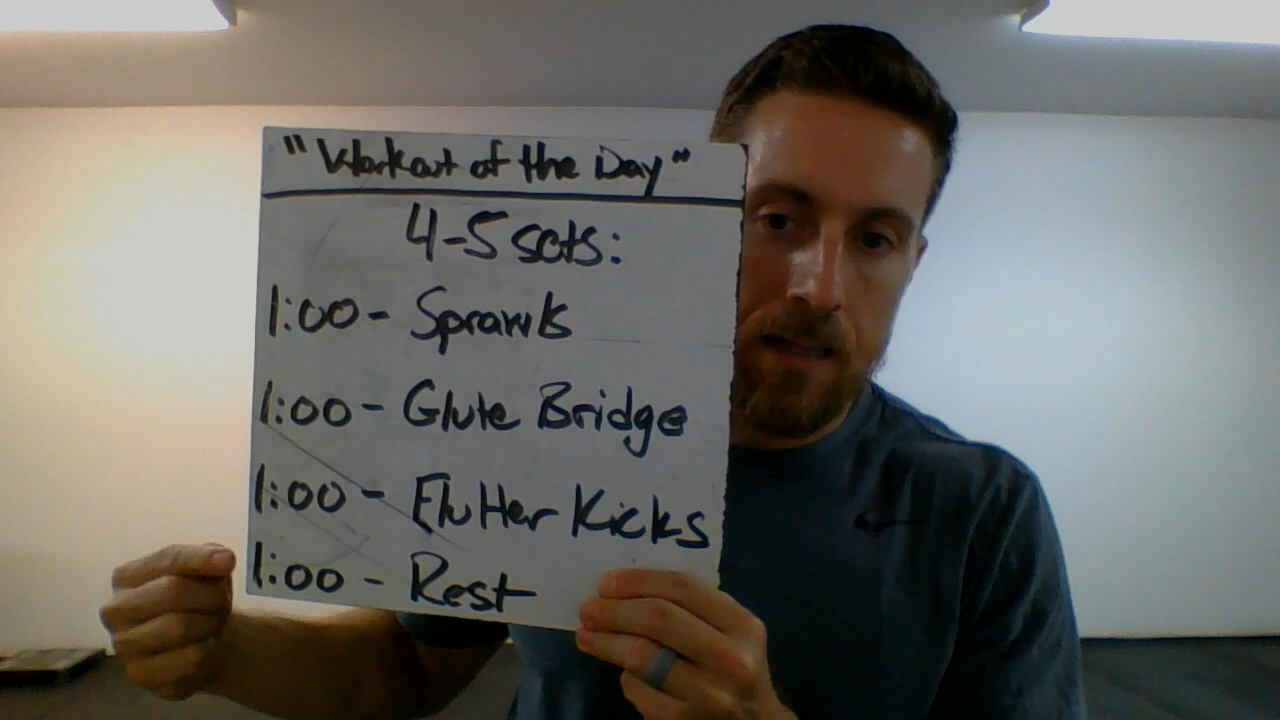 "Workout of the Day"
4-5 sets:
1:00 - Sprawls
1:00 - Glute Bridge
1:00 - Flutter Kicks
1:00 - Rest